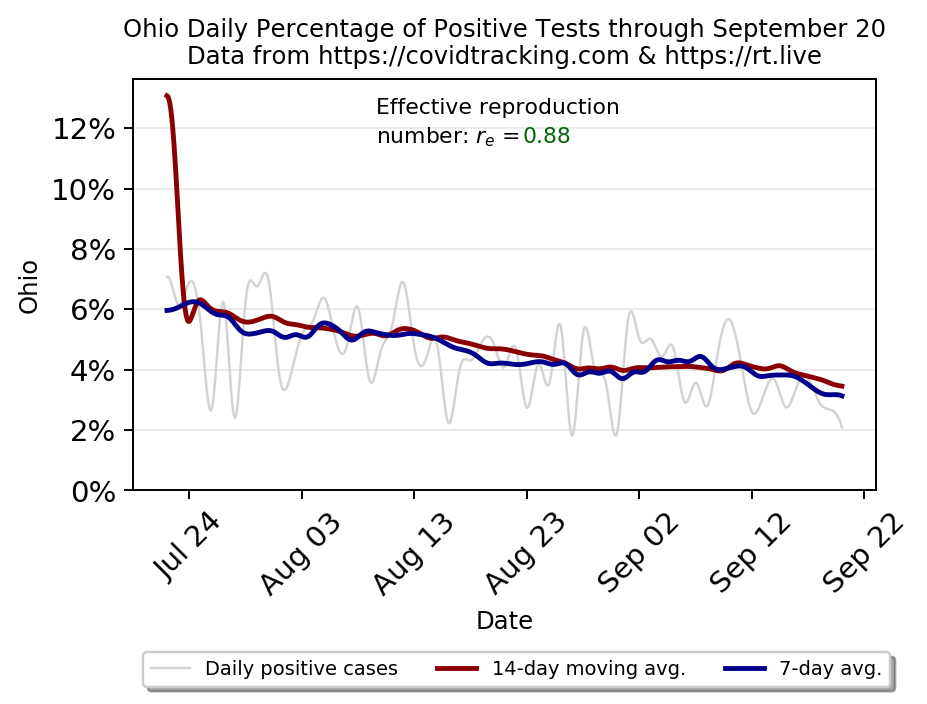 Ohio Daily Percentage of Positive Tests through September 20
Data from https://covidtracking.com & https://rt.live
Effective reproduction
number: rₑ =0.88
12%
10%
8%
6%
4%
2%
0%
Ohio
Jul 24
Aug 03
Aug 13
Aug 23
Sep 02
Sep 12
Sep 22
Date
Daily positive cases
14-day moving avg.
7-day avg.